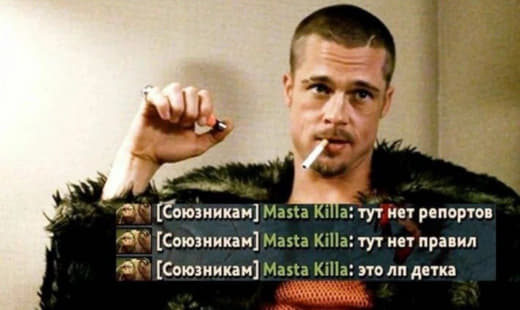 [Союзникам] Masta Killa: тут нет репортов
[Союзникам] Masta Killa: тут нет правил
[Союзникам] Masta Killa: это лп детка